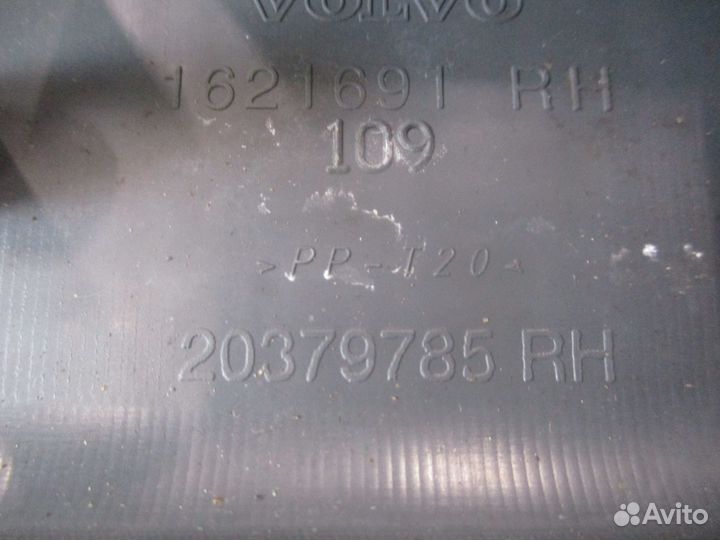 VOLVO
1621691 RH
109
>PP-T20<
20379785 RH
Avito